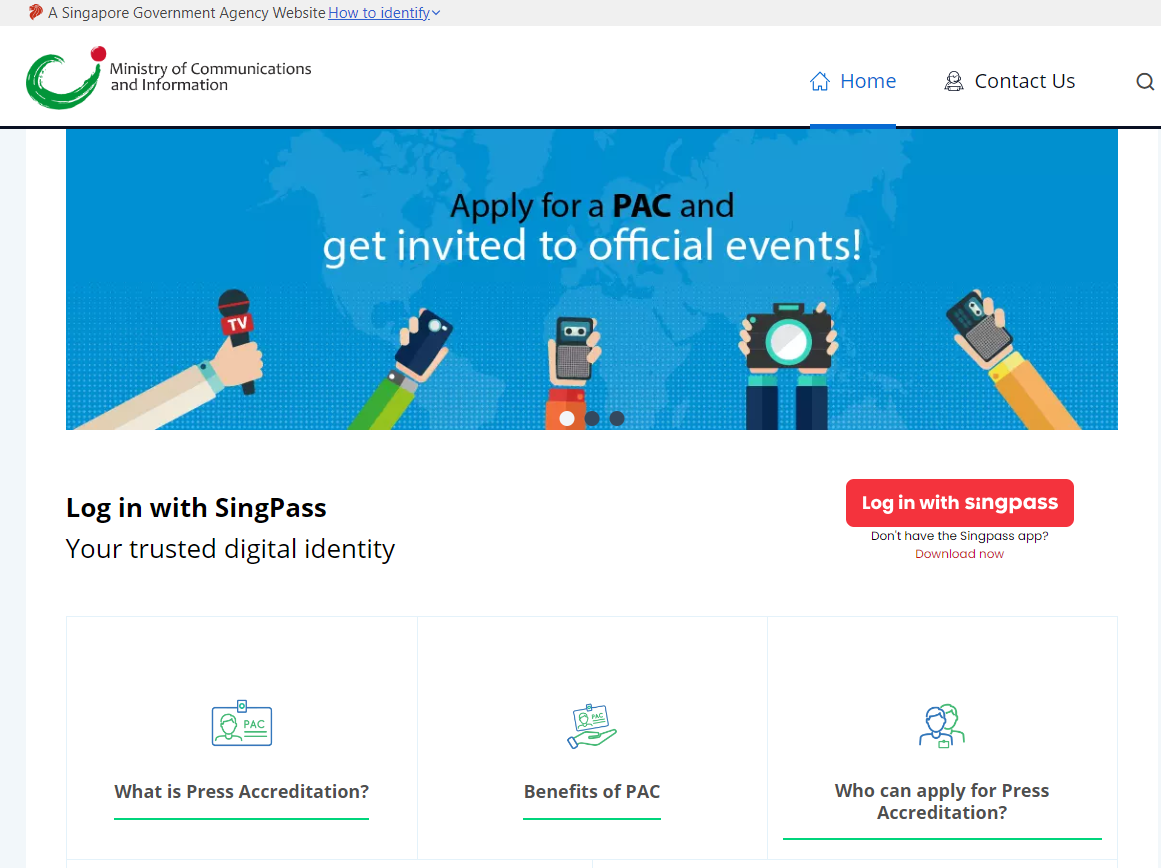 A Singapore Government Agency Website How to identify
Ministry of Communications
and Information
Home
Contact Us
Apply for a PAC and
get invited to official events!
TV
Log in with SingPass
Your trusted digital identity
Log in with singpass
Don't have the Singpass app?
Download now
PAC
PAC
What is Press Accreditation?
Benefits of PAC
Who can apply for Press
Accreditation?